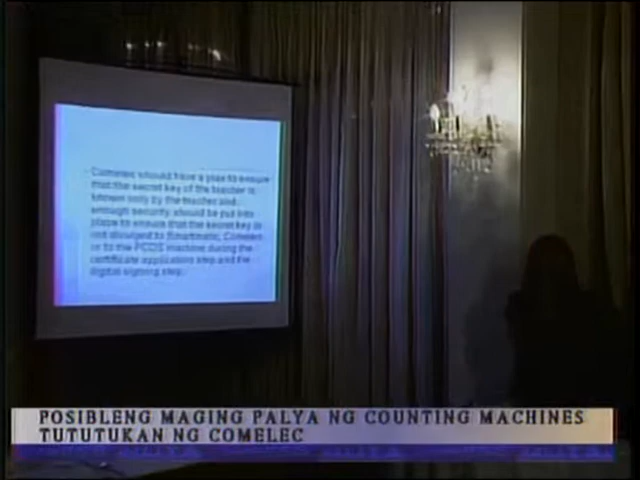 Comelec should have a plan to ensure
that the secret key of the teacher is
known only by the teacher and
enough security should be put into
place to ensure that the secret key is
not divulged to Smartmatic, Comelec
or to the PCOS machine during the
certificate application step and the
digital signing step.
POSIBLENG MAGING PALYA NG COUNTING MACHINES
TUTUTUKAN NG COMELEC